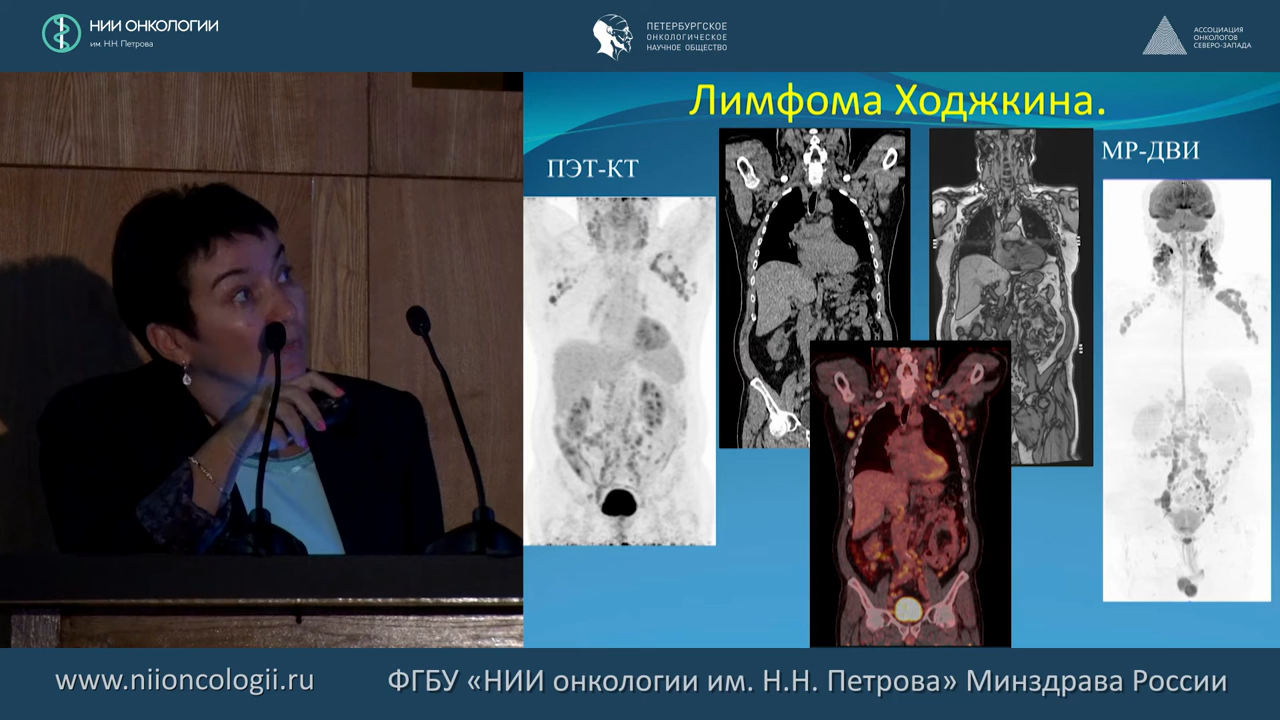 НИИ ОНКОЛОГИИ
им. Н.Н. Петрова
ПЕТЕРБУРГСКОЕ
ОНКОЛОГИЧЕСКОЕ
НАУЧНОЕ ОБЩЕСТВО
АССОЦИАЦИЯ
ОНКОЛОГОВ
СЕВЕРО-ЗАПАДА
Лимфома Ходжкина.
ПЭТ-КТ
МР-ДВИ
www.niioncologii.ru
ФГБУ «НИИ онкологии им. Н.Н. Петрова» Минздрава России